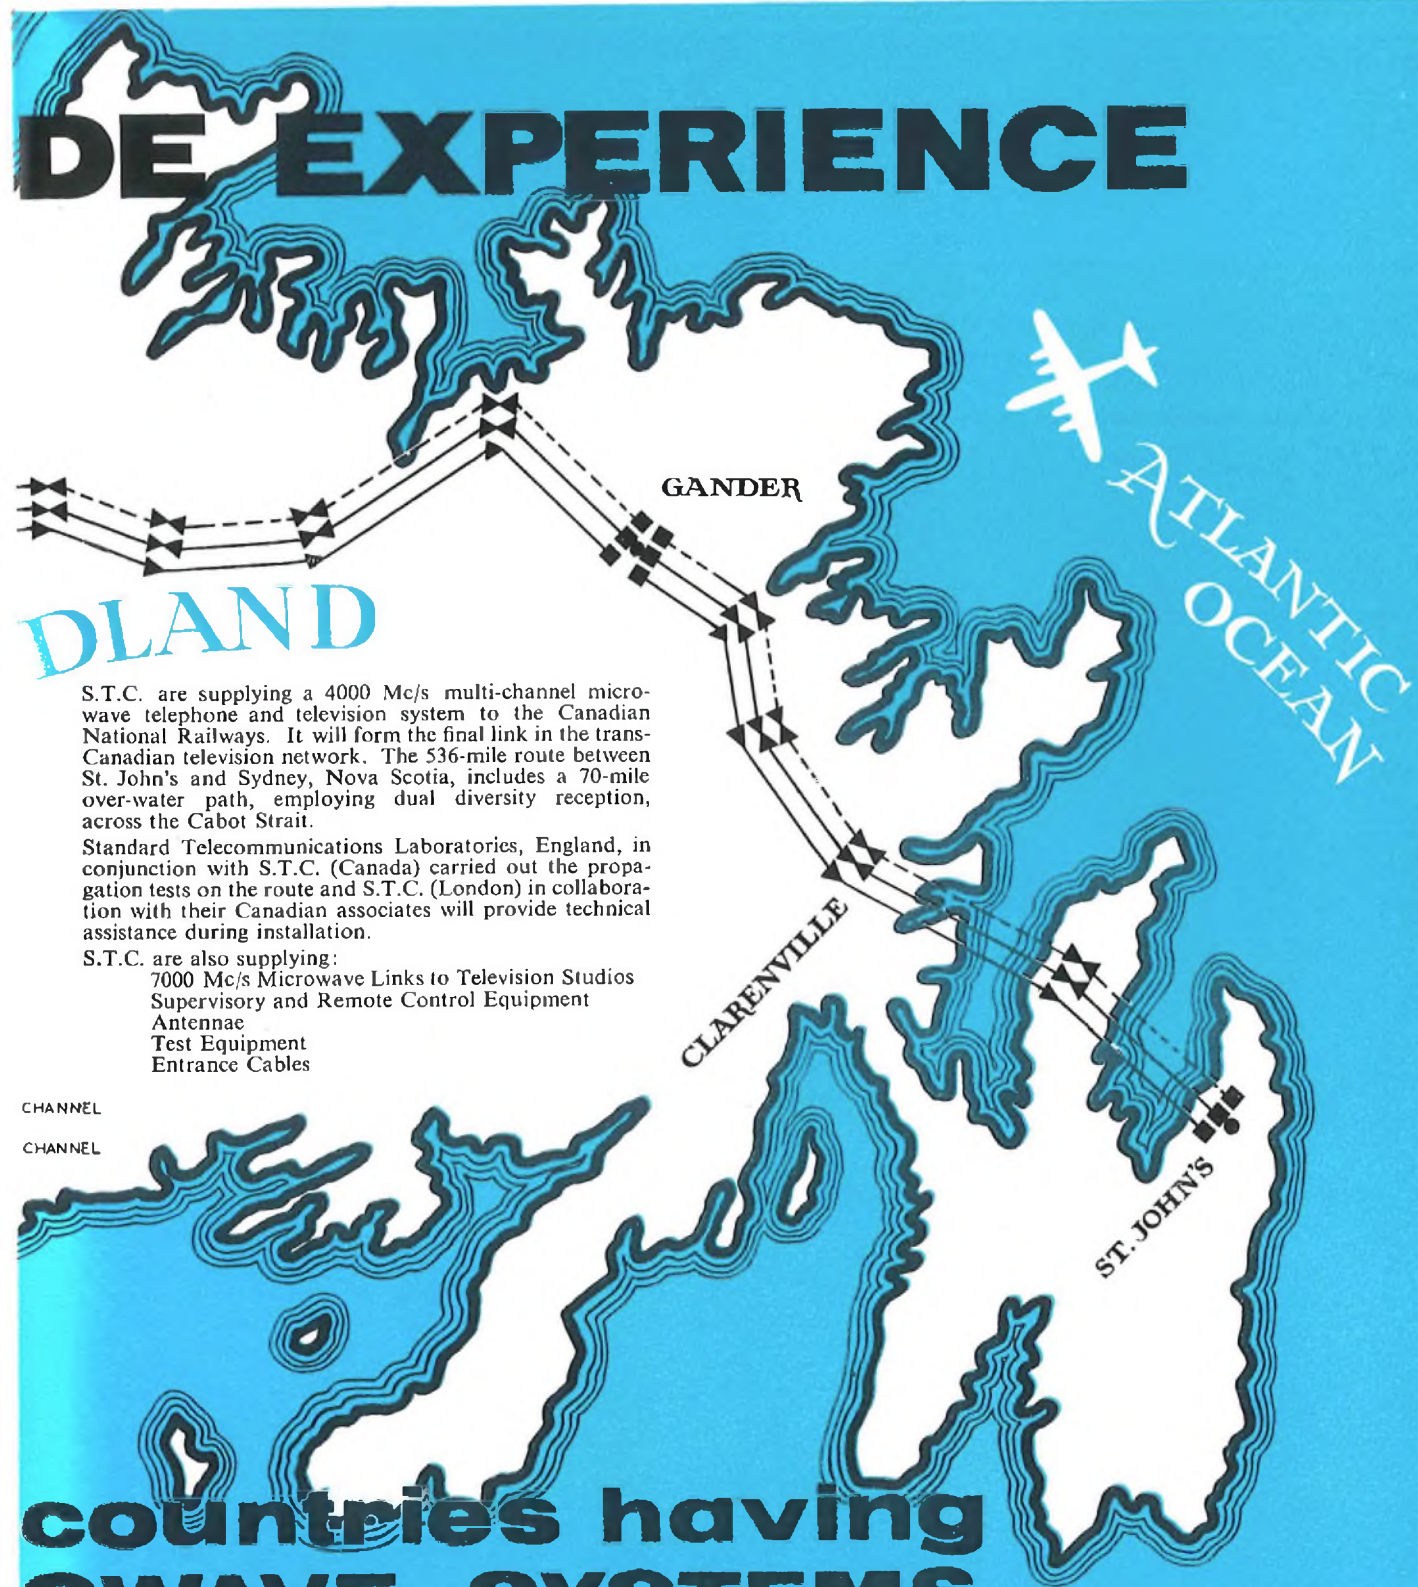 DE EXPERIENCE
GANDER
ATLANTIC
OCEAN
DLAND
S.T.C. are supplying a 4000 Mc/s multi-channel micro-
wave telephone and television system to the Canadian
National Railways. It will form the final link in the trans-
Canadian television network. The 536-mile route between
St. John's and Sydney, Nova Scotia, includes a 70-mile
over-water path, employing dual diversity reception,
across the Cabot Strait.
Standard Telecommunications Laboratories, England, in
conjunction with S.T.C. (Canada) carried out the propa-
gation tests on the route and S.T.C. (London) in collabora-
tion with their Canadian associates will provide technical
assistance during installation.
S.T.C. are also supplying:
7000 Mc/s Microwave Links to Television Studios
Supervisory and Remote Control Equipment
Antennae
Test Equipment
Entrance Cables
CLARENVILLE
CHANNEL
CHANNEL
ST. JOHN'S
countries having
OWAVE SYSTEMS